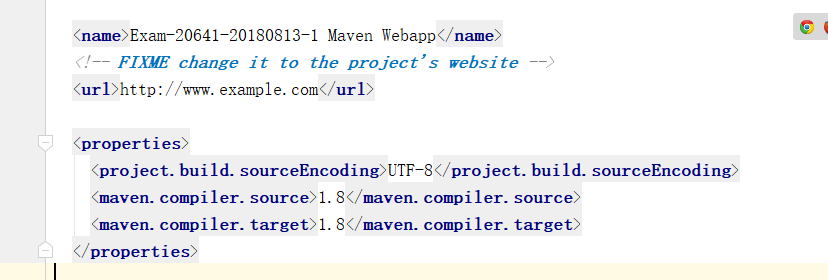 <name>Exam-20641-20180813-1 Maven Webapp</name>
<!-- FIXME change it to the project's website -->
<url>http://www.example.com</url>
<properties>
<project.build.sourceEncoding>UTF-8</project.build.sourceEncoding>
<maven.compiler.source>1.8</maven.compiler.source>
<maven.compiler.target>1.8</maven.compiler.target>
</properties>